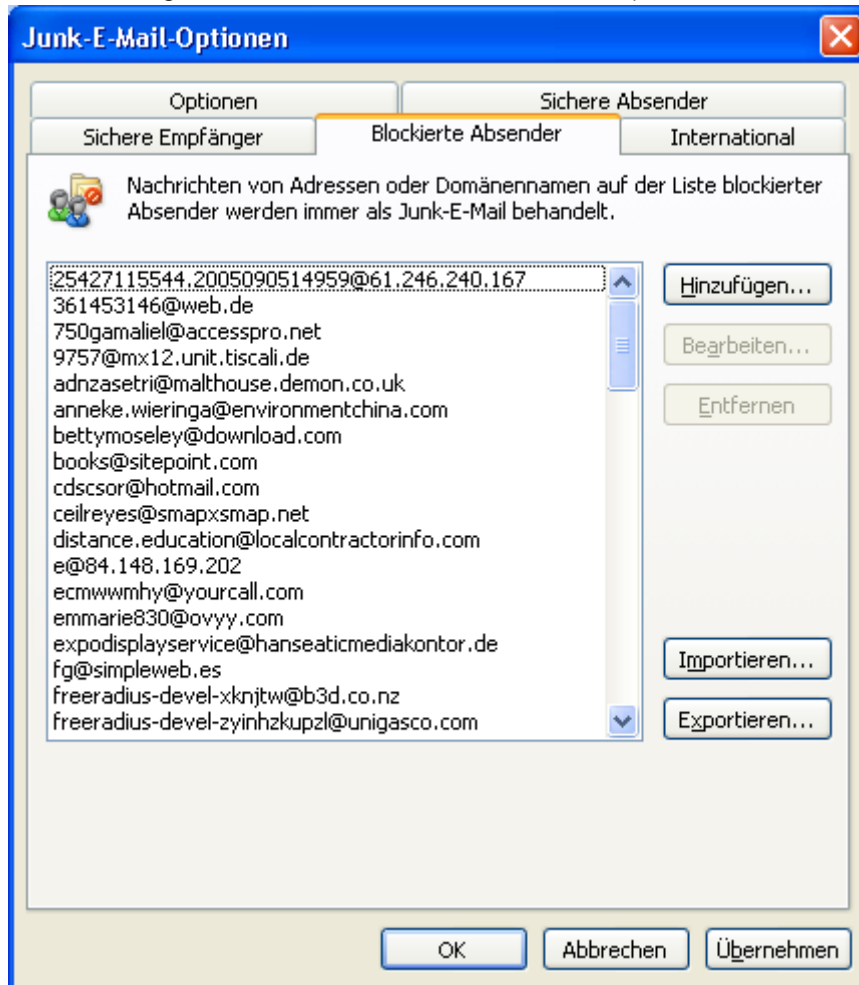 Junk-E-Mail-Optionen
Optionen
Sichere Absender
Sichere Empfänger
Blockierte Absender
International
Nachrichten von Adressen oder Domänennamen auf der Liste blockierter
Absender werden immer als Junk-E-Mail behandelt.
25427115544.2005090514959@61.246.240.167
361453146@web.de
750gamaliel@accesspro.net
9757@mx12.unit.tiscali.de
adnzasetri@malthouse.demon.co.uk
anneke.wieringa@environmentchina.com
bettymoseley@download.com
books@sitepoint.com
cdscsor@hotmail.com
ceilreyes@smapxsmap.net
distance.education@localcontractorinfo.com
e@84.148.169.202
ecmwwmhy@yourcall.com
emmarie830@ovyy.com
expodisplayservice@hanseaticmediakontor.de
fg@simpleweb.es
freeradius-devel-xknjtw@b3d.co.nz
freeradius-devel-zyinhzkupzl@unigasco.com
Hinzufügen...
Bearbeiten...
Entfernen
Importieren...
Exportieren...
OK
Abbrechen
Übernehmen